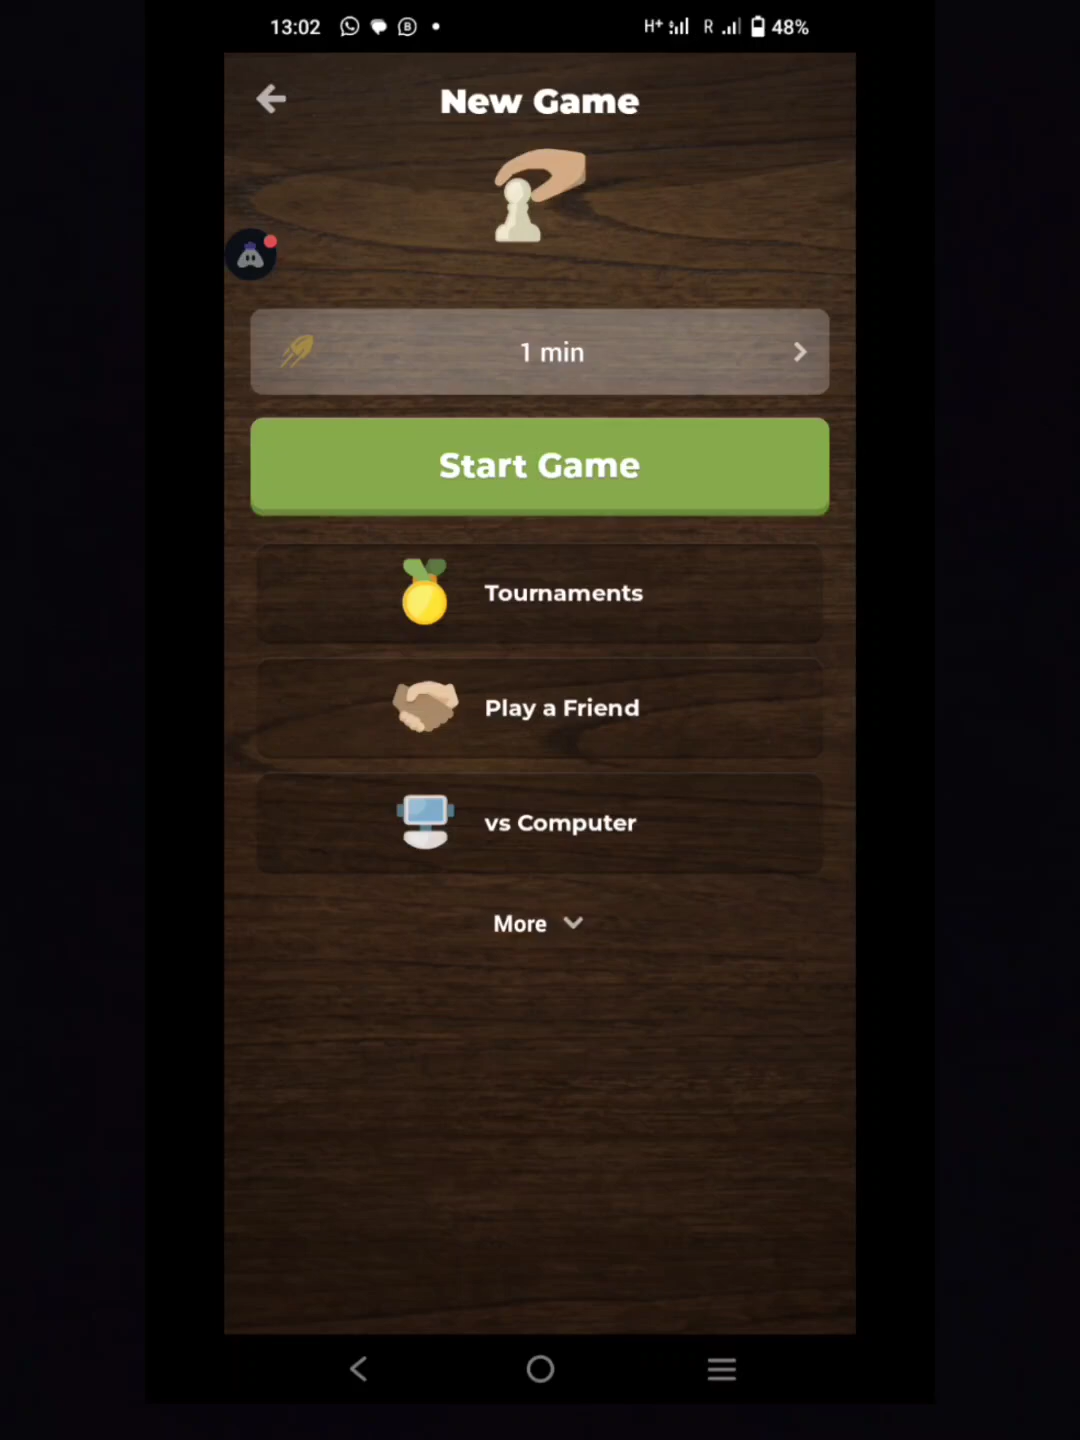 13:02 H+ R 48%
New Game
1 min
Start Game
Tournaments
Play a Friend
vs Computer
More